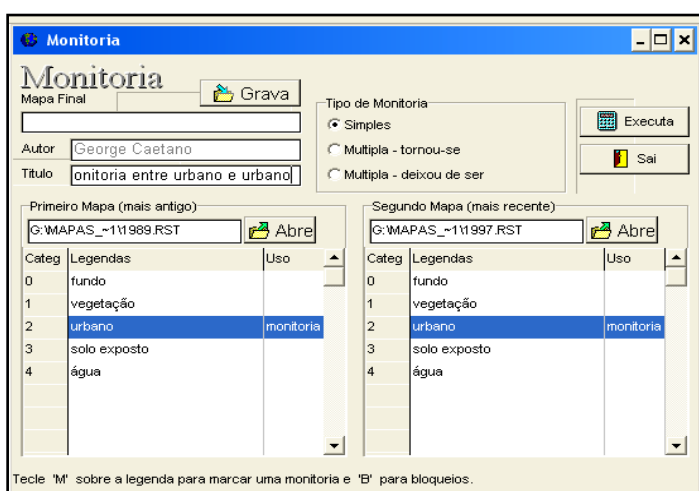 Monitoria
Monitoria
Mapa Final
Grava
Autor George Caetano
Titulo onitoria entre urbano e urbano
Tipo de Monitoria
Simples
Multipla - tornou-se
Multipla - deixou de ser
Executa
Sai
Primeiro Mapa (mais antigo)
G:\MAPAS_~1\1989.RST Abre
Categ Legendas Uso
0 fundo
1 vegetação
2 urbano monitoria
3 solo exposto
4 água
Segundo Mapa (mais recente)
G:\MAPAS_~1\1997.RST Abre
Categ Legendas Uso
0 fundo
1 vegetação
2 urbano monitoria
3 solo exposto
4 água
Tecle 'M' sobre a legenda para marcar uma monitoria e 'B' para bloqueios.